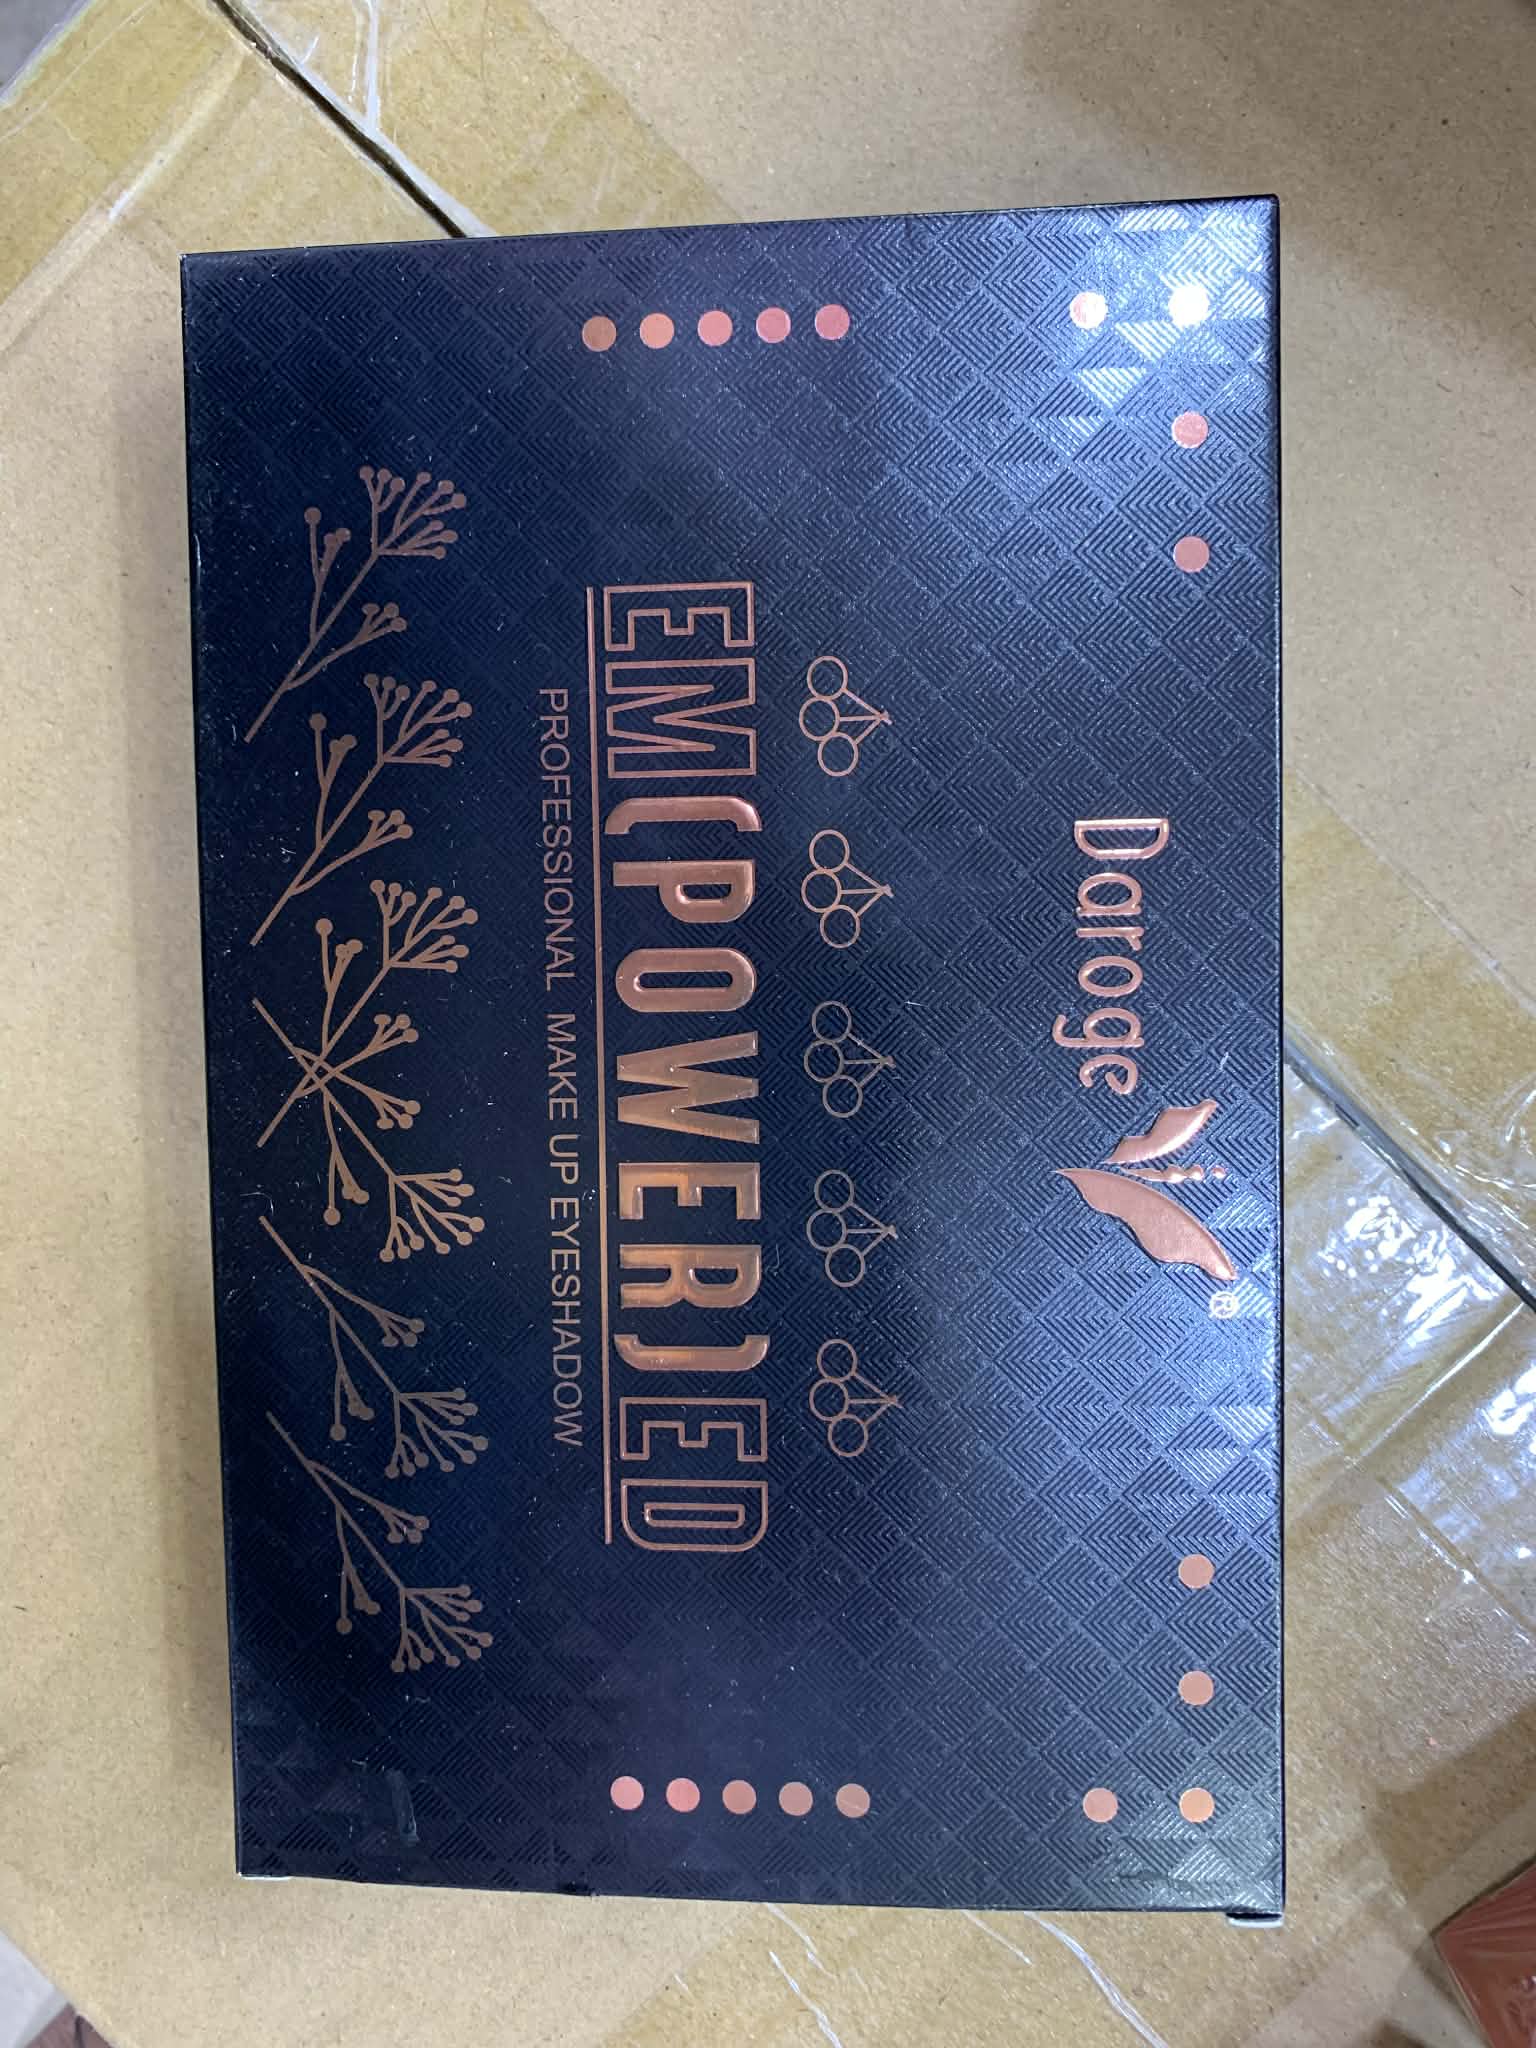 Daroge ®
EM(POWER)ED
PROFESSIONAL MAKE UP EYESHADOW